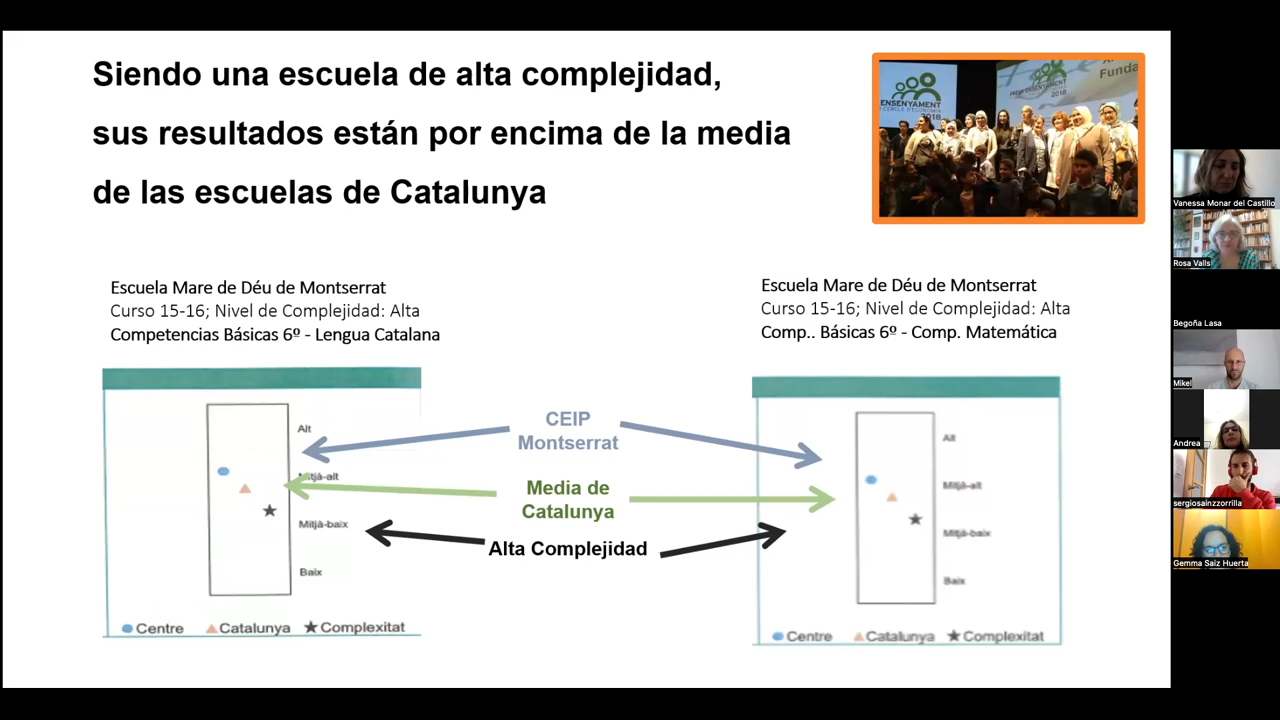 Siendo una escuela de alta complejidad,
sus resultados están por encima de la media
de las escuelas de Catalunya
ENSENYAMENT
2018
Funda
2018
Escuela Mare de Déu de Montserrat
Curso 15-16; Nivel de Complejidad: Alta
Competencias Básicas 6º - Lengua Catalana
Alt
Mitjà-alt
Mitjà-baix
Baix
Centre Catalunya Complexitat
CEIP
Montserrat
Media de
Catalunya
Alta Complejidad
Escuela Mare de Déu de Montserrat
Curso 15-16; Nivel de Complejidad: Alta
Comp.. Básicas 6º - Comp. Matemática
Alt
Mitjà-alt
Mitjà-baix
Baix
Centre Catalunya Complexitat
Vanessa Monar del Castillo
Rosa Valls
Begoña Lasa
Mikel
Andrea
sergiosainzzorrilla
Gemma Saiz Huerta